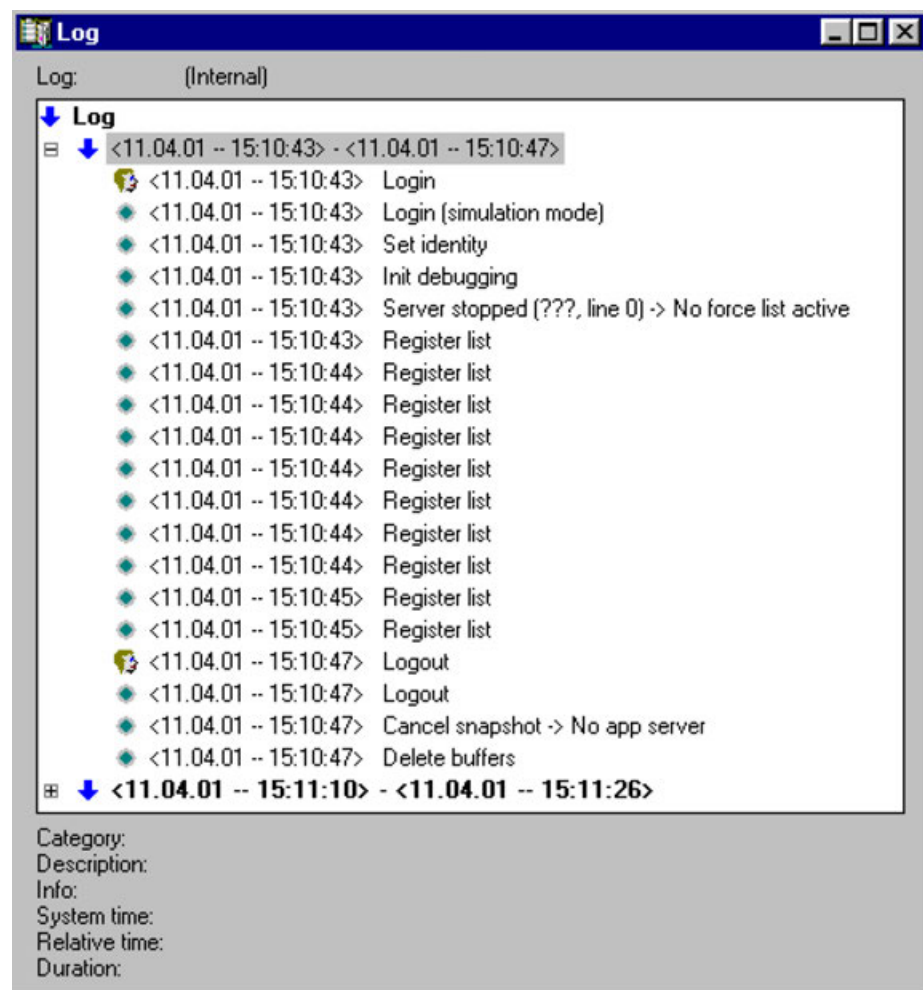 Log
Log: (Internal)
Log
<11.04.01 -- 15:10:43> - <11.04.01 -- 15:10:47>
<11.04.01 -- 15:10:43> Login
<11.04.01 -- 15:10:43> Login (simulation mode)
<11.04.01 -- 15:10:43> Set identity
<11.04.01 -- 15:10:43> Init debugging
<11.04.01 -- 15:10:43> Server stopped (???, line 0) -> No force list active
<11.04.01 -- 15:10:43> Register list
<11.04.01 -- 15:10:44> Register list
<11.04.01 -- 15:10:44> Register list
<11.04.01 -- 15:10:44> Register list
<11.04.01 -- 15:10:44> Register list
<11.04.01 -- 15:10:44> Register list
<11.04.01 -- 15:10:44> Register list
<11.04.01 -- 15:10:44> Register list
<11.04.01 -- 15:10:45> Register list
<11.04.01 -- 15:10:45> Register list
<11.04.01 -- 15:10:47> Logout
<11.04.01 -- 15:10:47> Logout
<11.04.01 -- 15:10:47> Cancel snapshot -> No app server
<11.04.01 -- 15:10:47> Delete buffers
<11.04.01 -- 15:11:10> - <11.04.01 -- 15:11:26>
Category:
Description:
Info:
System time:
Relative time:
Duration: